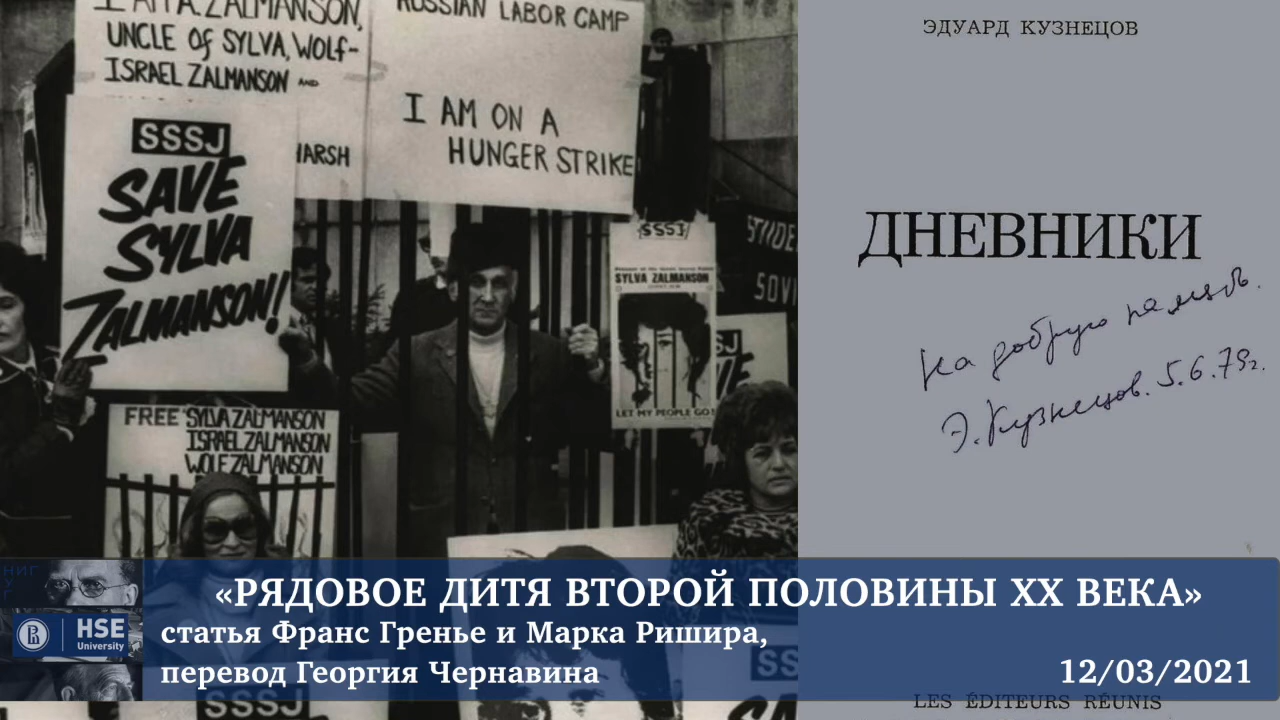 I AM A. ZALMANSON,
UNCLE OF SYLVA, WOLF-
ISRAEL ZALMANSON AND
HARSH
RUSSIAN LABOR CAMP
I AM ON A
HUNGER STRIKE
SSSJ
SAVE
SYLVA
ZALMANSON!
SSSJ
SYLVA ZALMANSON
LET MY PEOPLE GO!
FREE SYLVA ZALMANSON
ISRAEL ZALMANSON
WOLF ZALMANSON
SSSJ
ЭДУАРД КУЗНЕЦОВ
ДНЕВНИКИ
На добрую память.
Э. Кузнецов. 5.6.79г.
LES ÉDITEURS RÉUNIS
HSE
University
«РЯДОВОЕ ДИТЯ ВТОРОЙ ПОЛОВИНЫ XX ВЕКА»
статья Франс Гренье и Марка Ришира,
перевод Георгия Чернавина
12/03/2021